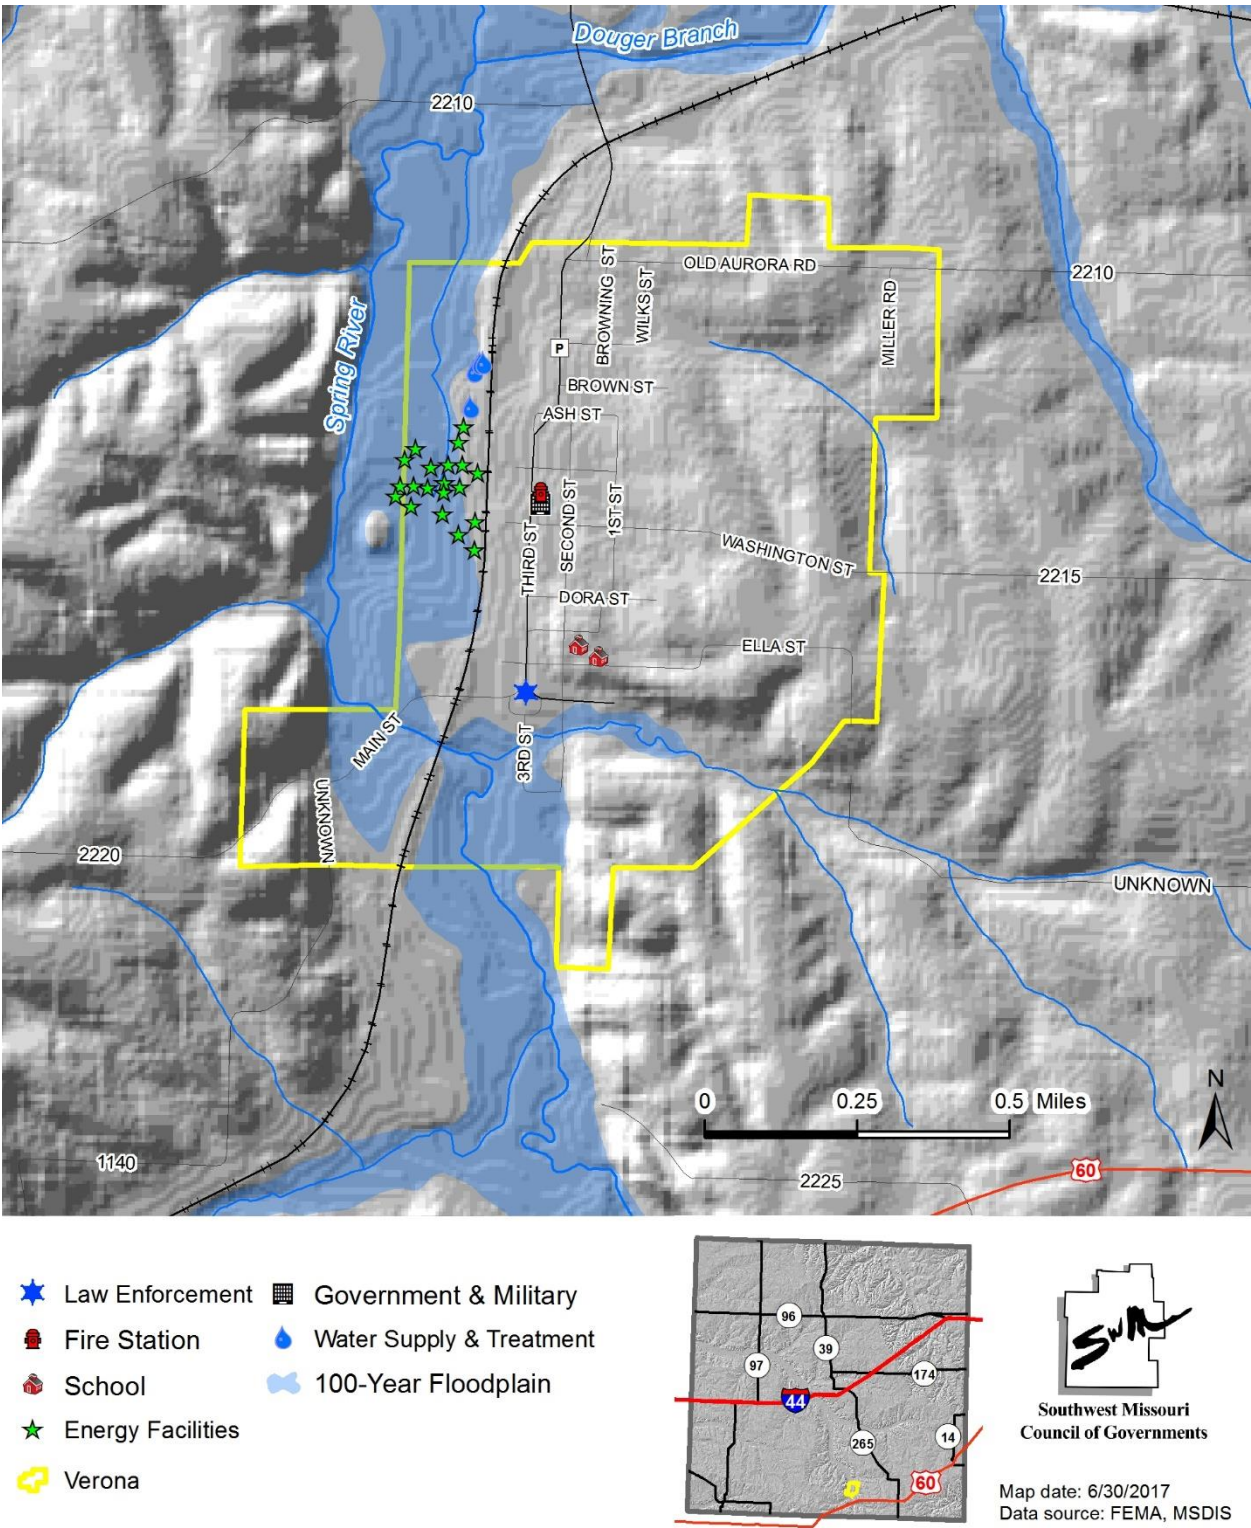 Douger Branch
2210
Spring River
BROWNING ST
WILKS ST
OLD AURORA RD
MILLER RD
2210
P
BROWN ST
ASH ST
THIRD ST
SECOND ST
1ST ST
WASHINGTON ST
2215
DORA ST
ELLA ST
MAIN ST
3RD ST
UNKNOWN
2220
UNKNOWN
N
0 0.25 0.5 Miles
1140
2225
60
Law Enforcement
Fire Station
School
Energy Facilities
Verona
Government & Military
Water Supply & Treatment
100-Year Floodplain
96
39
97
174
44
265
14
60
SWM
Southwest Missouri
Council of Governments
Map date: 6/30/2017
Data source: FEMA, MSDIS